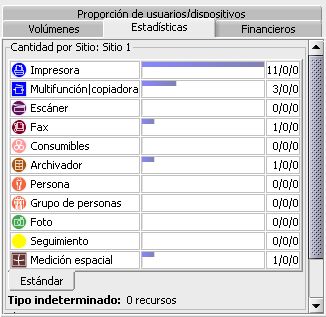 Proporción de usuarios/dispositivos
Volúmenes Estadísticas Financieros
Cantidad por Sitio: Sitio 1
Impresora 11/0/0
Multifunción|copiadora 3/0/0
Escáner 0/0/0
Fax 1/0/0
Consumibles 0/0/0
Archivador 1/0/0
Persona 0/0/0
Grupo de personas 0/0/0
Foto 0/0/0
Seguimiento 0/0/0
Medición espacial 1/0/0
Estándar
Tipo indeterminado: 0 recursos